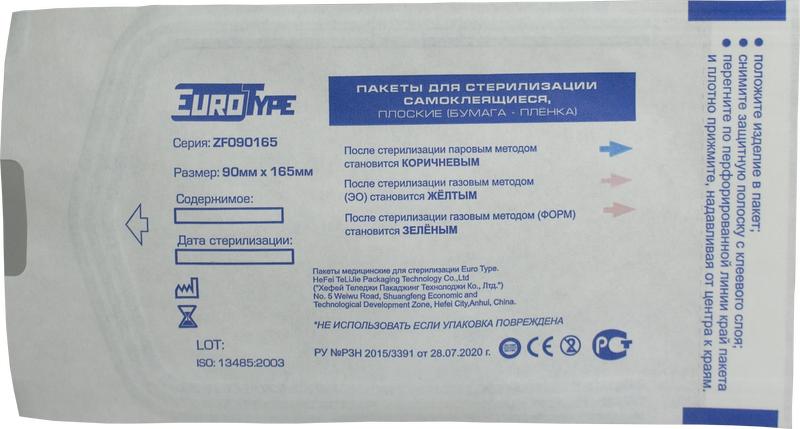 EUROTYPE
Серия: ZF090165
Размер: 90мм х 165мм
Содержимое:
Дата стерилизации:
LOT:
ISO: 13485:2003
ПАКЕТЫ ДЛЯ СТЕРИЛИЗАЦИИ
САМОКЛЕЯЩИЕСЯ,
ПЛОСКИЕ (БУМАГА - ПЛЁНКА)
После стерилизации паровым методом
становится КОРИЧНЕВЫМ
После стерилизации газовым методом
(ЭО) становится ЖЁЛТЫМ
После стерилизации газовым методом (ФОРМ)
становится ЗЕЛЁНЫМ
Пакеты медицинские для стерилизации Euro Type.
HeFei TeLiJie Packaging Technology Co.,Ltd
("Хефей Теледжи Пакаджинг Технолоджи Ко., Лтд.")
No. 5 Weiwu Road, Shuangfeng Economic and
Technological Development Zone, Hefei City,Anhui, China.
*НЕ ИСПОЛЬЗОВАТЬ ЕСЛИ УПАКОВКА ПОВРЕЖДЕНА
РУ №РЗН 2015/3391 от 28.07.2020 г.
CE
2
РСТ
• положите изделие в пакет;
• снимите защитную полоску с клеевого слоя;
• перегните по перфорированной линии край пакета
и плотно прижмите, надавливая от центра к краям.